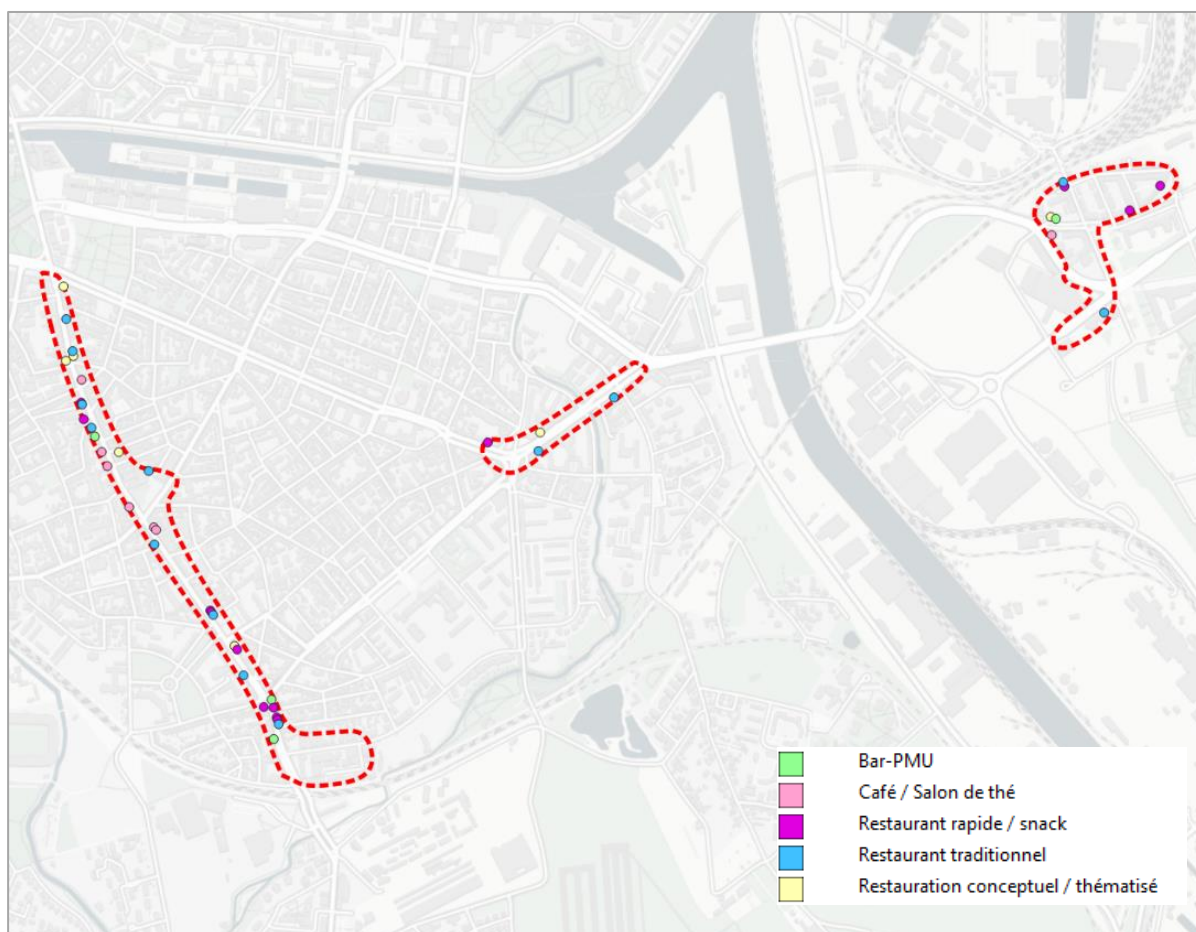 Bar-PMU
Café / Salon de thé
Restaurant rapide / snack
Restaurant traditionnel
Restauration conceptuel / thématisé